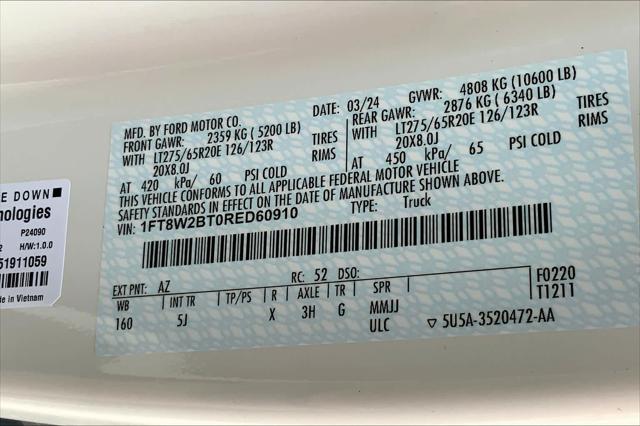 E DOWN ■
nologies
P24090
2 H/W:1.0.0
51911059
de in Vietnam
MFD. BY FORD MOTOR CO. DATE: 03/24 GVWR: 4808 KG (10600 LB)
FRONT GAWR: 2359 KG (5200 LB) REAR GAWR: 2876 KG (6340 LB)
WITH LT275/65R20E 126/123R TIRES WITH LT275/65R20E 126/123R TIRES
20X8.0J RIMS 20X8.0J RIMS
AT 420 kPa/ 60 PSI COLD AT 450 kPa/ 65 PSI COLD
THIS VEHICLE CONFORMS TO ALL APPLICABLE FEDERAL MOTOR VEHICLE
SAFETY STANDARDS IN EFFECT ON THE DATE OF MANUFACTURE SHOWN ABOVE
VIN: 1FT8W2BT0RED60910 TYPE: Truck
EXT PNT: AZ RC: 52 DSO: F0220
WB INT TR TP/PS R AXLE TR SPR T1211
160 5J X 3H G MMJJ
ULC ▽ 5U5A-3520472-AA